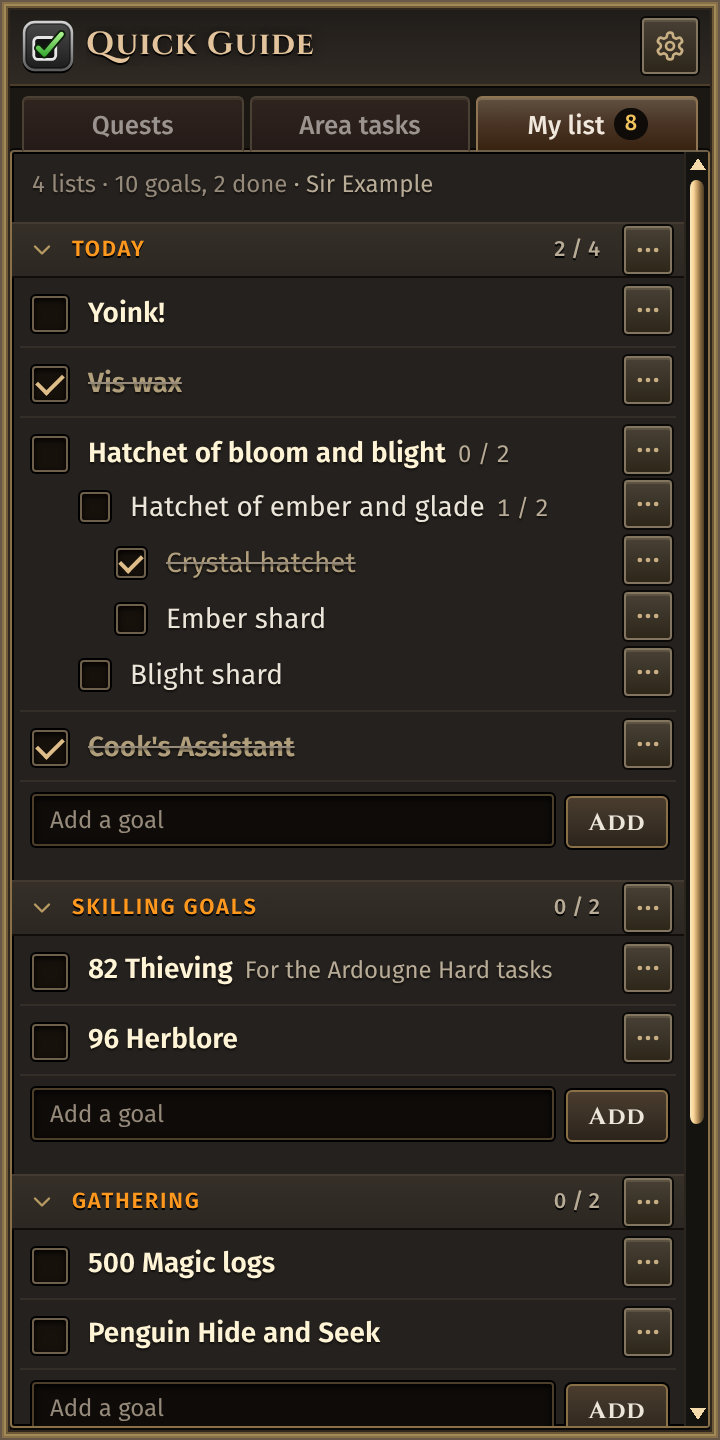 Quick Guide
Quests
Area tasks
My list 8
4 lists · 10 goals, 2 done · Sir Example
TODAY 2 / 4
Yoink!
Vis wax
Hatchet of bloom and blight 0 / 2
Hatchet of ember and glade 1 / 2
Crystal hatchet
Ember shard
Blight shard
Cook's Assistant
Add a goal ADD
SKILLING GOALS 0 / 2
82 Thieving For the Ardougne Hard tasks
96 Herblore
Add a goal ADD
GATHERING 0 / 2
500 Magic logs
Penguin Hide and Seek
Add a goal ADD